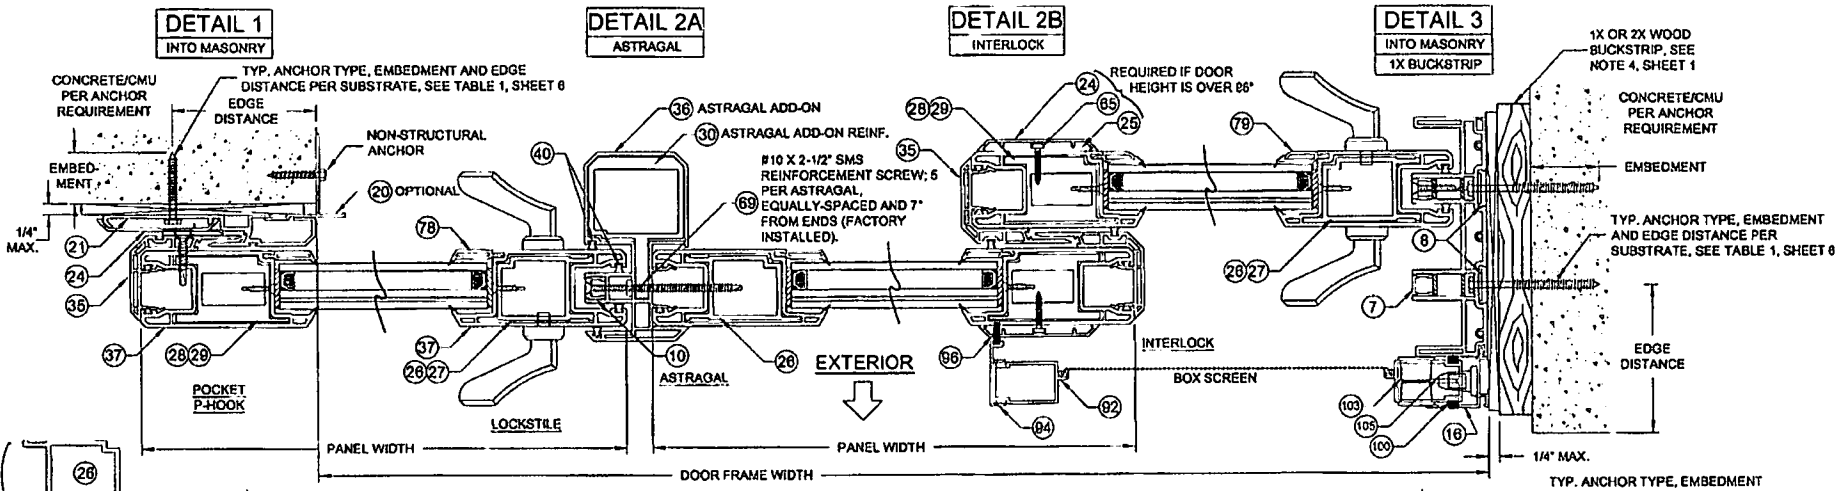 DETAIL 1
INTO MASONRY
DETAIL 2A
ASTRAGAL
DETAIL 2B
INTERLOCK
DETAIL 3
INTO MASONRY
1X BUCKSTRIP
1X OR 2X WOOD
BUCKSTRIP, SEE
NOTE 4, SHEET 1
CONCRETE/CMU
PER ANCHOR
REQUIREMENT
TYP. ANCHOR TYPE, EMBEDMENT AND EDGE
DISTANCE PER SUBSTRATE, SEE TABLE 1, SHEET 6
EDGE
DISTANCE
NON-STRUCTURAL
ANCHOR
EMBED-
MENT
20 OPTIONAL
1/4"
MAX.
21
24
35
37
28 29
POCKET
P-HOOK
78
37
26 27
LOCKSTILE
40
36 ASTRAGAL ADD-ON
30 ASTRAGAL ADD-ON REINF.
#10 X 2-1/2" SMS
REINFORCEMENT SCREW; 5
PER ASTRAGAL,
EQUALLY-SPACED AND 7"
FROM ENDS (FACTORY
INSTALLED).
69
10
26
ASTRAGAL
EXTERIOR
28 29
24
REQUIRED IF DOOR
HEIGHT IS OVER 86"
65
25
35
96
INTERLOCK
BOX SCREEN
92
94
79
26 27
8
7
103
105
100
16
CONCRETE/CMU
PER ANCHOR
REQUIREMENT
EMBEDMENT
TYP. ANCHOR TYPE, EMBEDMENT
AND EDGE DISTANCE PER
SUBSTRATE, SEE TABLE 1, SHEET 6
EDGE
DISTANCE
PANEL WIDTH
PANEL WIDTH
DOOR FRAME WIDTH
1/4" MAX.
26
TYP. ANCHOR TYPE, EMBEDMENT